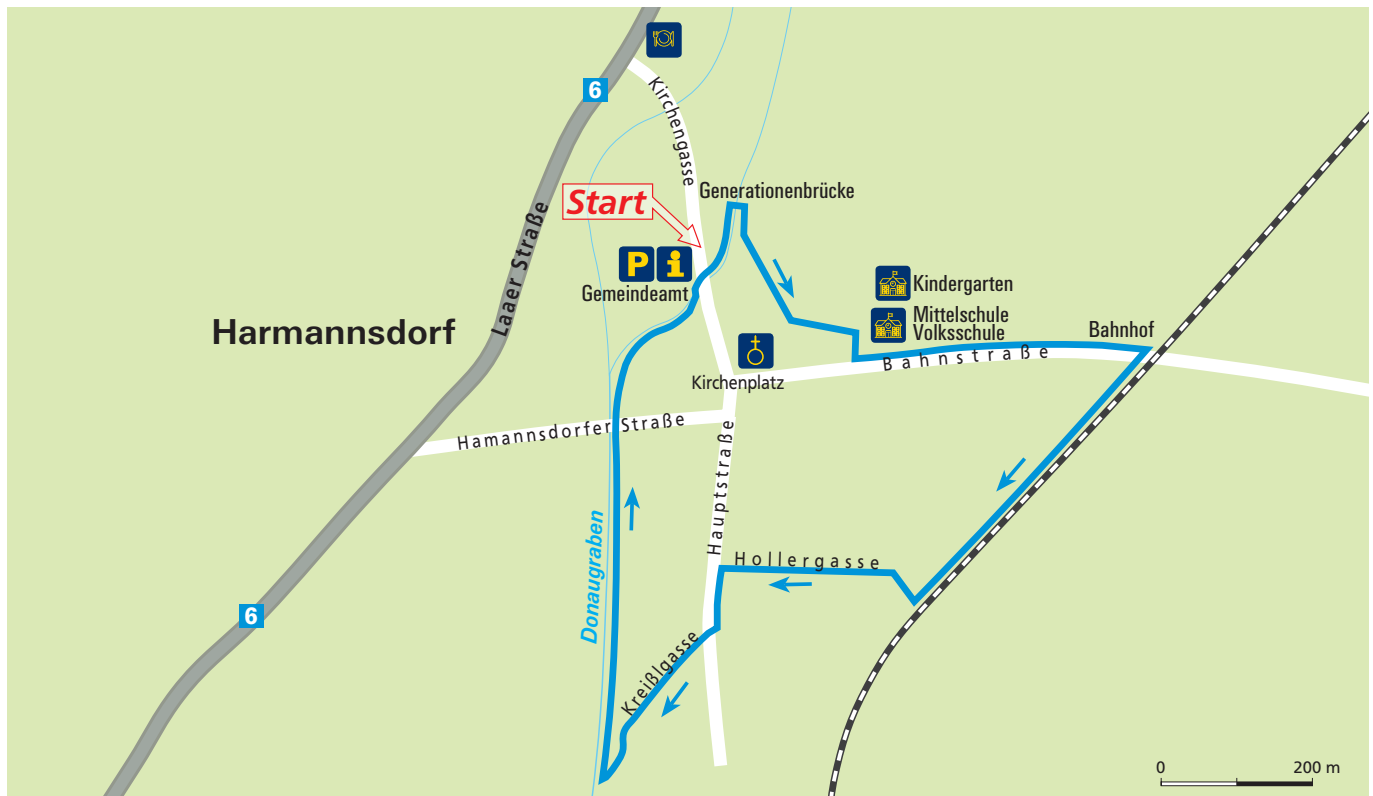 6
Kirchengasse
Generationenbrücke
Start
Laaer Straße
P i
Gemeindeamt
Kindergarten
Mittelschule
Volksschule
Bahnhof
Harmannsdorf
Bahnstraße
Kirchenplatz
Hamannsdorfer Straße
Hauptstraße
Donaugraben
Hollergasse
6
Kreißlgasse
0 200 m